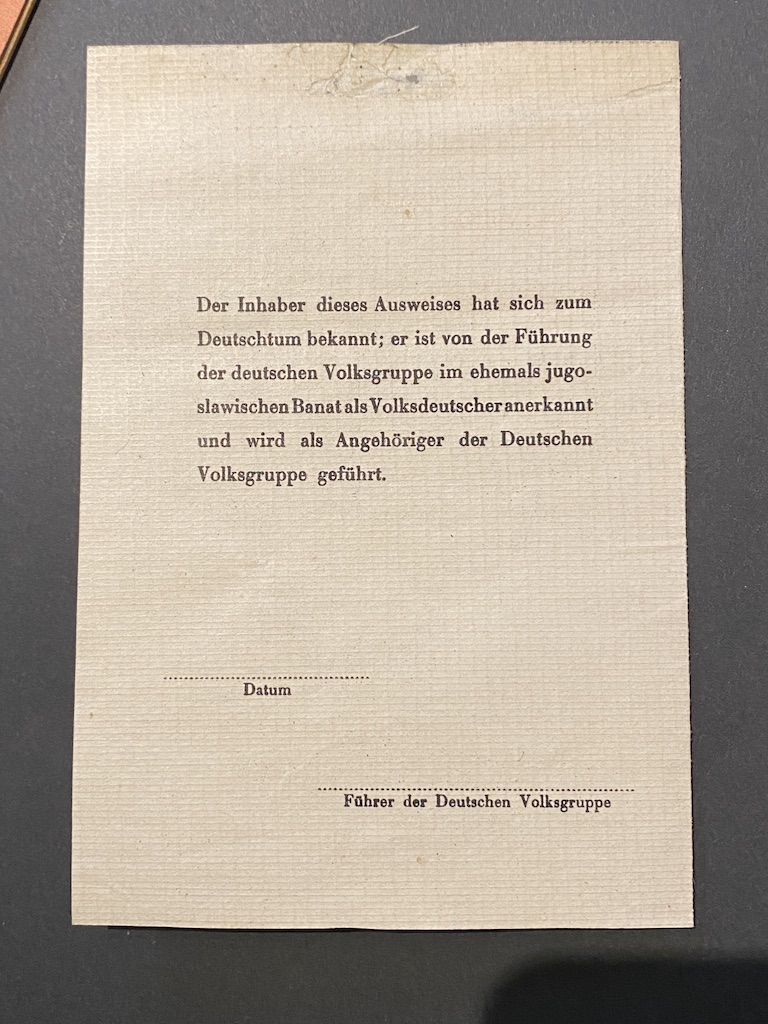 Der Inhaber dieses Ausweises hat sich zum
Deutschtum bekannt; er ist von der Führung
der deutschen Volksgruppe im ehemals jugo-
slawischen Banat als Volksdeutscher anerkannt
und wird als Angehöriger der Deutschen
Volksgruppe geführt.
Datum
Führer der Deutschen Volksgruppe